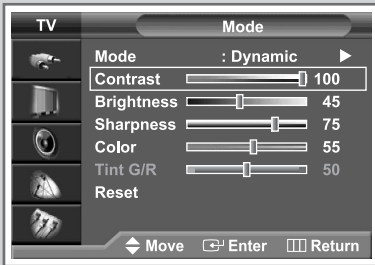 TV Mode
Mode : Dynamic
Contrast 100
Brightness 45
Sharpness 75
Color 55
Tint G/R 50
Reset
Move Enter Return